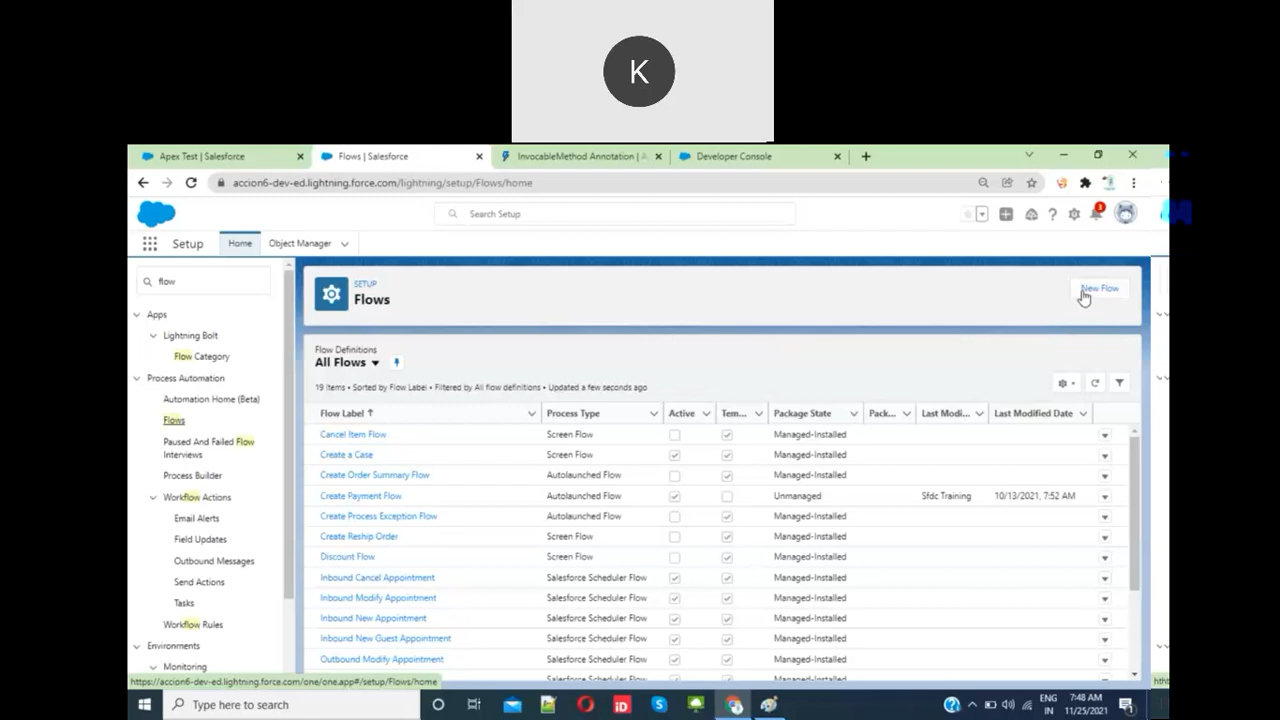 K
Apex Test | Salesforce
Flows | Salesforce
InvocableMethod Annotation | A
Developer Console
accion6-dev-ed.lightning.force.com/lightning/setup/Flows/home
Search Setup
8
Setup
Home
Object Manager
flow
SETUP
Flows
New Flow
Apps
Lightning Bolt
Flow Category
Process Automation
Automation Home (Beta)
Flows
Paused And Failed Flow
Interviews
Process Builder
Workflow Actions
Email Alerts
Field Updates
Outbound Messages
Send Actions
Tasks
Workflow Rules
Environments
Monitoring
Flow Definitions
All Flows
19 items • Sorted by Flow Label • Filtered by All flow definitions • Updated a few seconds ago
Flow Label Process Type Active Tem... Package State Pack... Last Modi... Last Modified Date
Cancel Item Flow Screen Flow Managed-Installed
Create a Case Screen Flow Managed-Installed
Create Order Summary Flow Autolaunched Flow Managed-Installed
Create Payment Flow Autolaunched Flow Unmanaged Sfdc Training 10/13/2021, 7:52 AM
Create Process Exception Flow Autolaunched Flow Managed-Installed
Create Reship Order Screen Flow Managed-Installed
Discount Flow Screen Flow Managed-Installed
Inbound Cancel Appointment Salesforce Scheduler Flow Managed-Installed
Inbound Modify Appointment Salesforce Scheduler Flow Managed-Installed
Inbound New Appointment Salesforce Scheduler Flow Managed-Installed
Inbound New Guest Appointment Salesforce Scheduler Flow Managed-Installed
Outbound Modify Appointment Salesforce Scheduler Flow Managed-Installed
https://accion6-dev-ed.lightning.force.com/one/one.app#/setup/Flows/home
htht
Type here to search
iD
ENG
IN
7:48 AM
11/25/2021
1